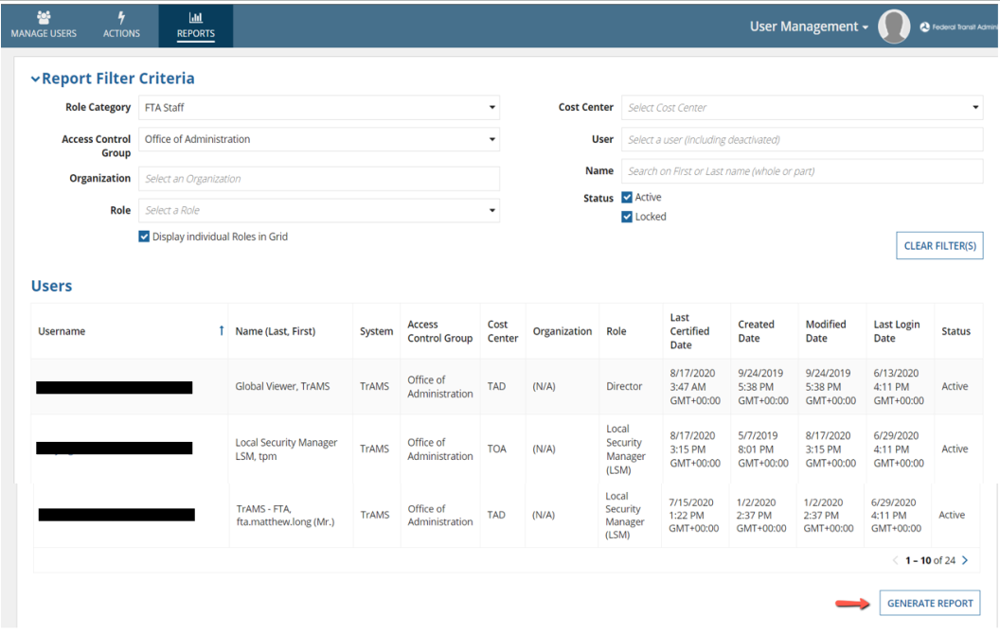 MANAGE USERS
ACTIONS
REPORTS
User Management
Federal Transit
Report Filter Criteria
Role Category
FTA Staff
Cost Center
Select Cost Center
Access Control
Group
Office of Administration
User
Select a user (including deactivated)
Organization
Select an Organization
Name
Search on First or Last name (whole or part)
Role
Select a Role
Status
Active
Locked
Display individual Roles in Grid
CLEAR FILTER(S)
Users
Username
Name (Last, First)
System
Access
Control Group
Cost
Center
Organization
Role
Last
Certified
Date
Created
Date
Modified
Date
Last Login
Date
Status
Global Viewer, TrAMS
TrAMS
Office of
Administration
TAD
(N/A)
Director
8/17/2020
3:47 AM
GMT+00:00
9/24/2019
5:38 PM
GMT+00:00
9/24/2019
5:38 PM
GMT+00:00
6/13/2020
4:11 PM
GMT+00:00
Active
Local Security Manager
LSM, tpm
TrAMS
Office of
Administration
TOA
(N/A)
Local
Security
Manager
(LSM)
8/17/2020
3:15 PM
GMT+00:00
5/7/2019
8:01 PM
GMT+00:00
8/17/2020
3:15 PM
GMT+00:00
6/29/2020
4:11 PM
GMT+00:00
Active
TrAMS - FTA,
fta.matthew.long (Mr.)
TrAMS
Office of
Administration
TAD
(N/A)
Local
Security
Manager
(LSM)
7/15/2020
1:22 PM
GMT+00:00
1/2/2020
2:37 PM
GMT+00:00
1/2/2020
2:37 PM
GMT+00:00
6/29/2020
4:11 PM
GMT+00:00
Active
1 – 10 of 24
GENERATE REPORT